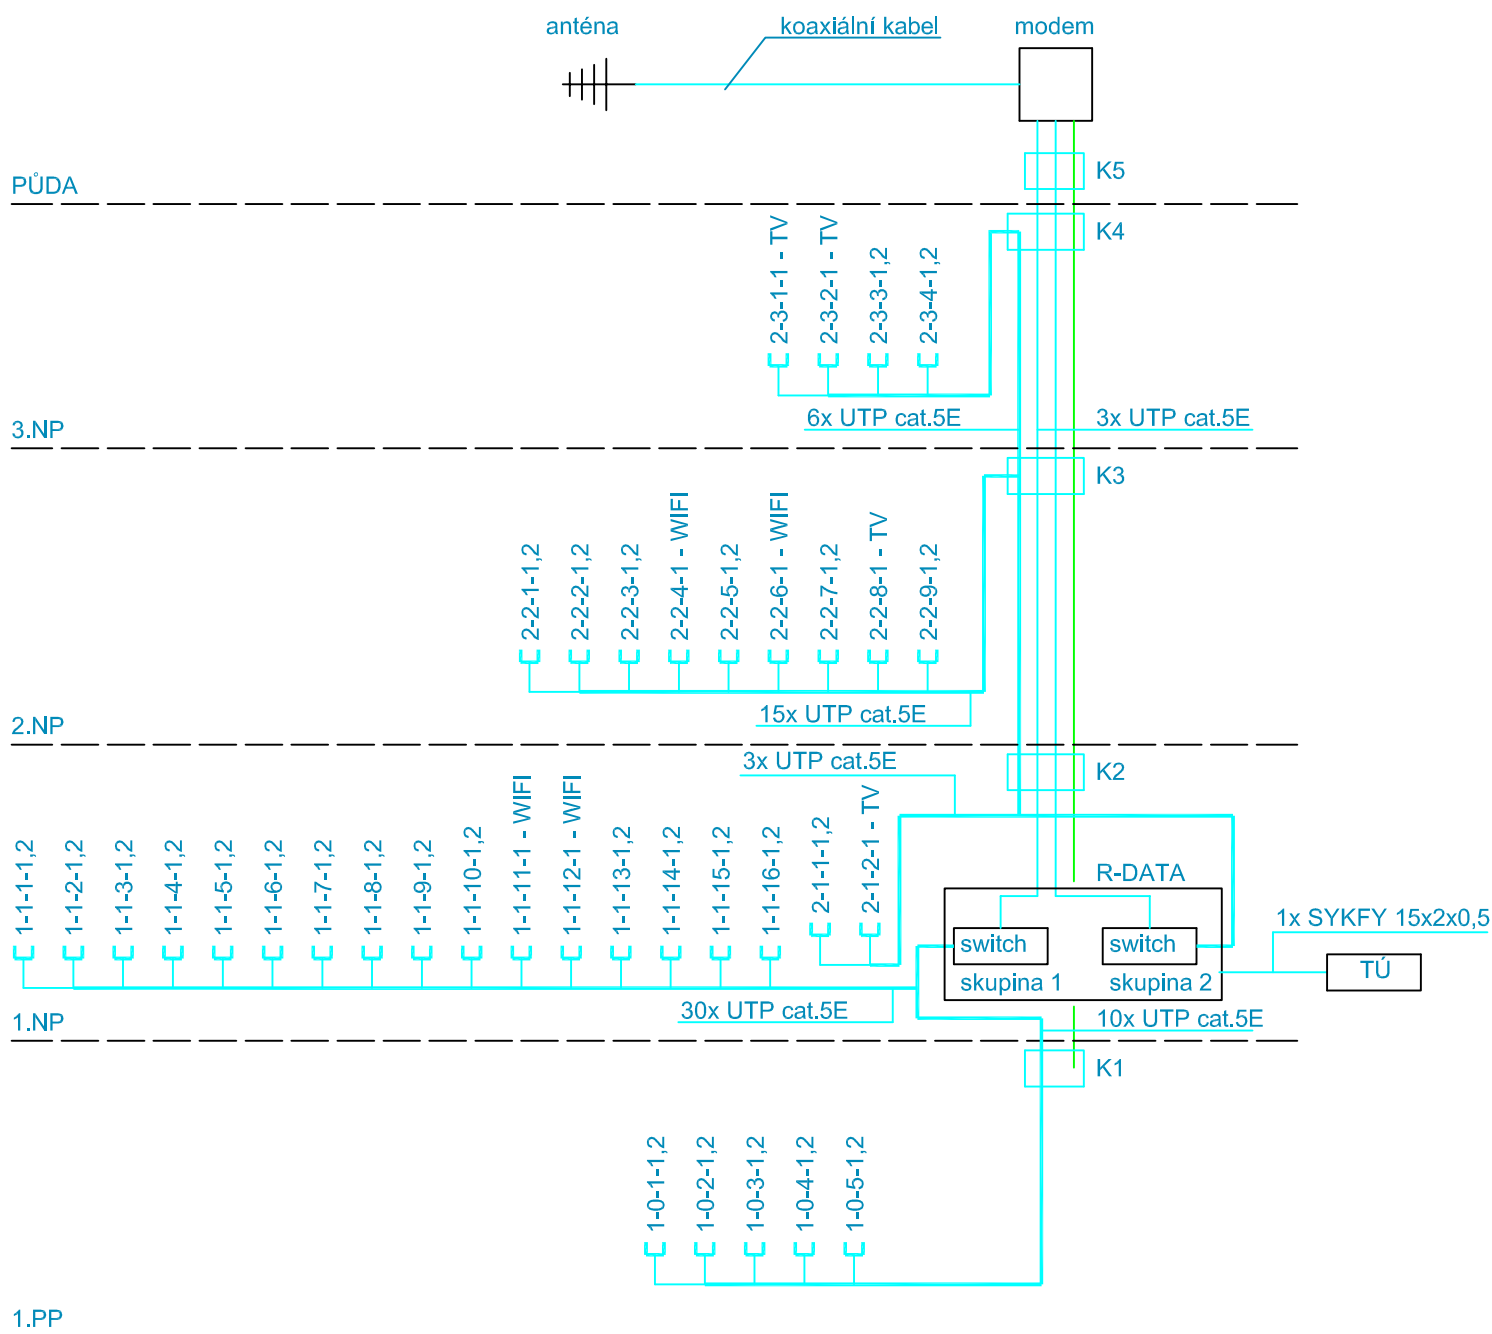 anténa
koaxiální kabel
modem
K5
PŮDA
K4
2-3-1-1 - TV
2-3-2-1 - TV
2-3-3-1,2
2-3-4-1,2
6x UTP cat.5E
3x UTP cat.5E
3.NP
K3
2-2-1-1,2
2-2-2-1,2
2-2-3-1,2
2-2-4-1 - WIFI
2-2-5-1,2
2-2-6-1 - WIFI
2-2-7-1,2
2-2-8-1 - TV
2-2-9-1,2
15x UTP cat.5E
2.NP
3x UTP cat.5E
K2
1-1-1-1,2
1-1-2-1,2
1-1-3-1,2
1-1-4-1,2
1-1-5-1,2
1-1-6-1,2
1-1-7-1,2
1-1-8-1,2
1-1-9-1,2
1-1-10-1,2
1-1-11-1 - WIFI
1-1-12-1 - WIFI
1-1-13-1,2
1-1-14-1,2
1-1-15-1,2
1-1-16-1,2
2-1-1-1,2
2-1-2-1 - TV
R-DATA
switch
skupina 1
switch
skupina 2
1x SYKFY 15x2x0,5
TÚ
30x UTP cat.5E
10x UTP cat.5E
1.NP
K1
1-0-1-1,2
1-0-2-1,2
1-0-3-1,2
1-0-4-1,2
1-0-5-1,2
1.PP